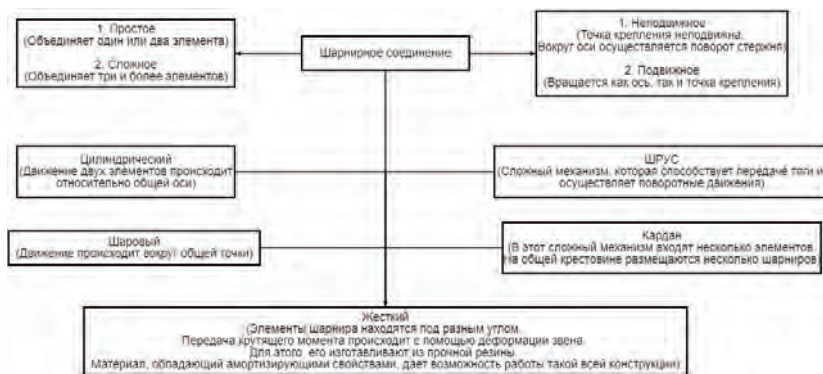 1. Простое
(Объединяет один или два элемента)
2. Сложное
(Объединяет три и более элементов)
Шарнирное соединение
1. Неподвижное
(Точка крепления неподвижна.
Вокруг оси осуществляется поворот стержня)
2. Подвижное
(Вращается как ось, так и точка крепления)
Цилиндрический
(Движение двух элементов происходит
относительно общей оси)
ШРУС
(Сложный механизм, которая способствует передаче тяги и
осуществляет поворотные движения)
Шаровый
(Движение происходит вокруг общей точки)
Кардан
(В этот сложный механизм входят несколько элементов.
На общей крестовине размещаются несколько шарниров)
Жесткий
(Элементы шарнира находятся под разным углом.
Передача крутящего момента происходит с помощью деформации звена.
Для этого его изготавливают из прочной резины.
Материал, обладающий амортизирующими свойствами, дает возможность работы такой всей конструкции)